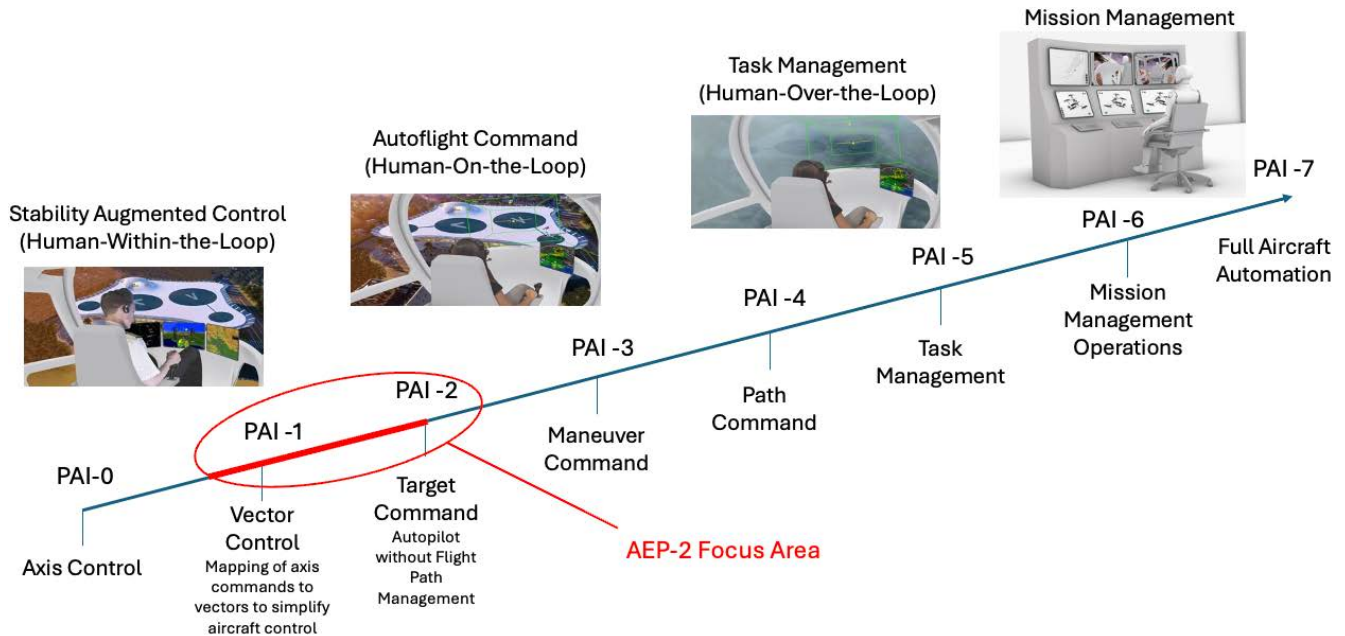 Mission Management
Task Management
(Human-Over-the-Loop)
Autoflight Command
(Human-On-the-Loop)
Stability Augmented Control
(Human-Within-the-Loop)
PAI -7
PAI -6
PAI -5
PAI -4
PAI -3
PAI -2
PAI -1
PAI-0
Full Aircraft
Automation
Mission
Management
Operations
Task
Management
Path
Command
Maneuver
Command
Target
Command
Autopilot
without Flight
Path
Management
Vector
Control
Mapping of axis
commands to
vectors to simplify
aircraft control
Axis Control
AEP-2 Focus Area